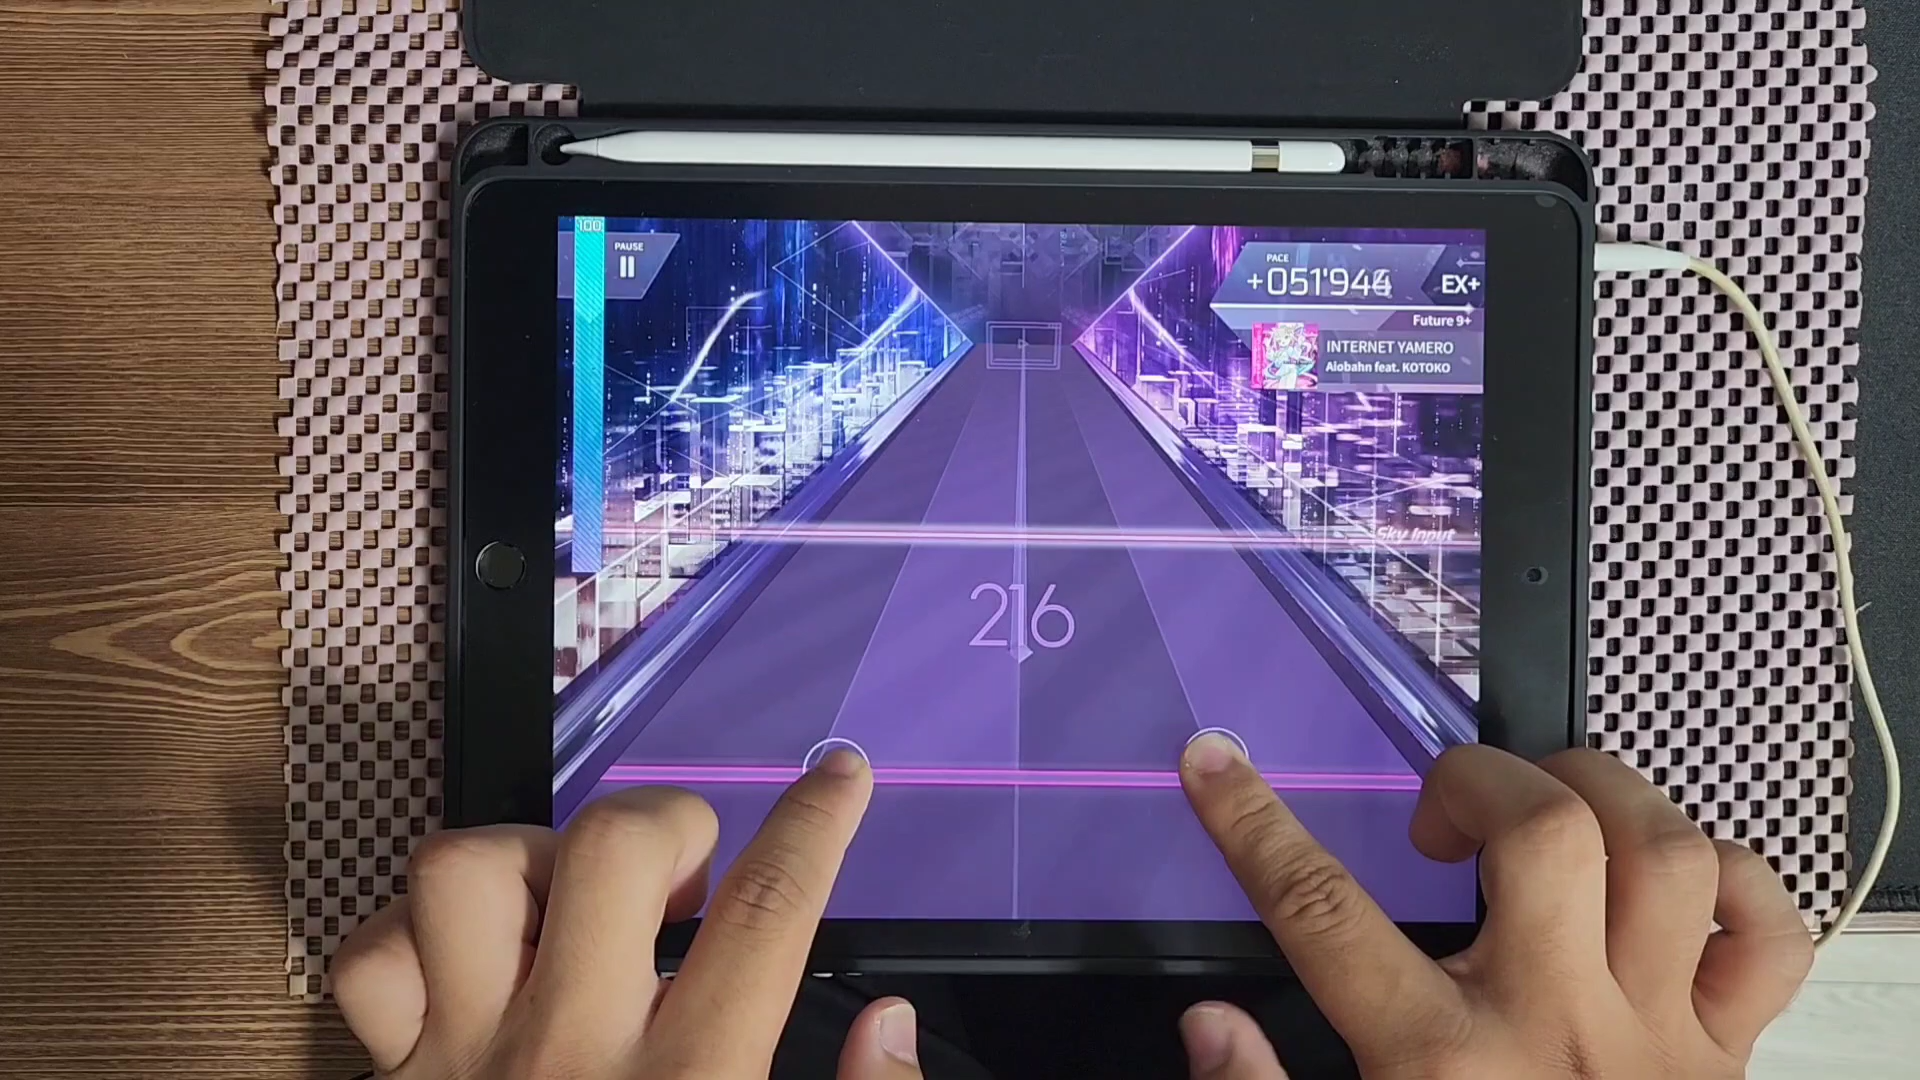 100
PAUSE
PACE
+051'944
EX+
Future 9+
INTERNET YAMERO
Aiobahn feat. KOTOKO
Sky Input
216